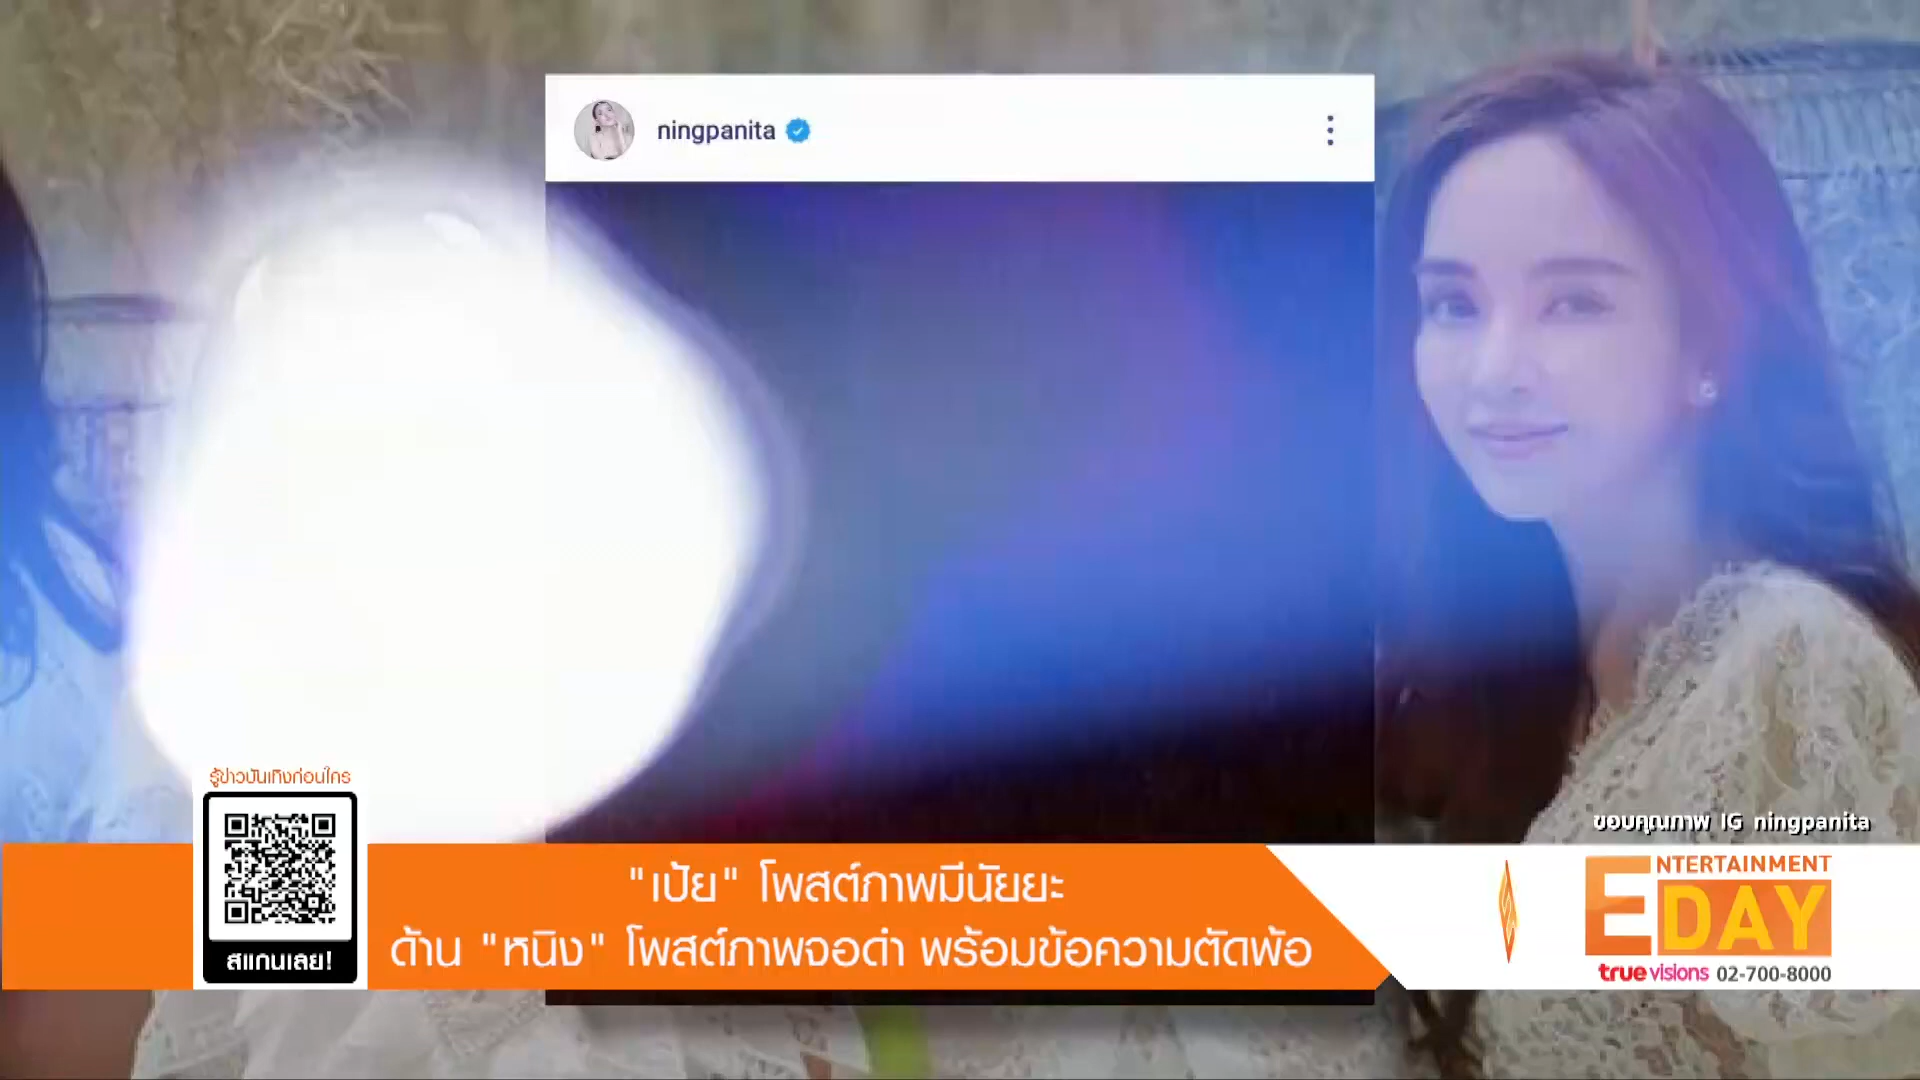 ningpanita
รู้ข่าวบันเทิงก่อนใคร
สแกนเลย!
"เป้ย" โพสต์ภาพมีนัยยะ
ด้าน "หนิง" โพสต์ภาพจอดำ พร้อมข้อความตัดพ้อ
ขอบคุณภาพ IG ningpanita
ENTERTAINMENT
DAY
truevisions 02-700-8000